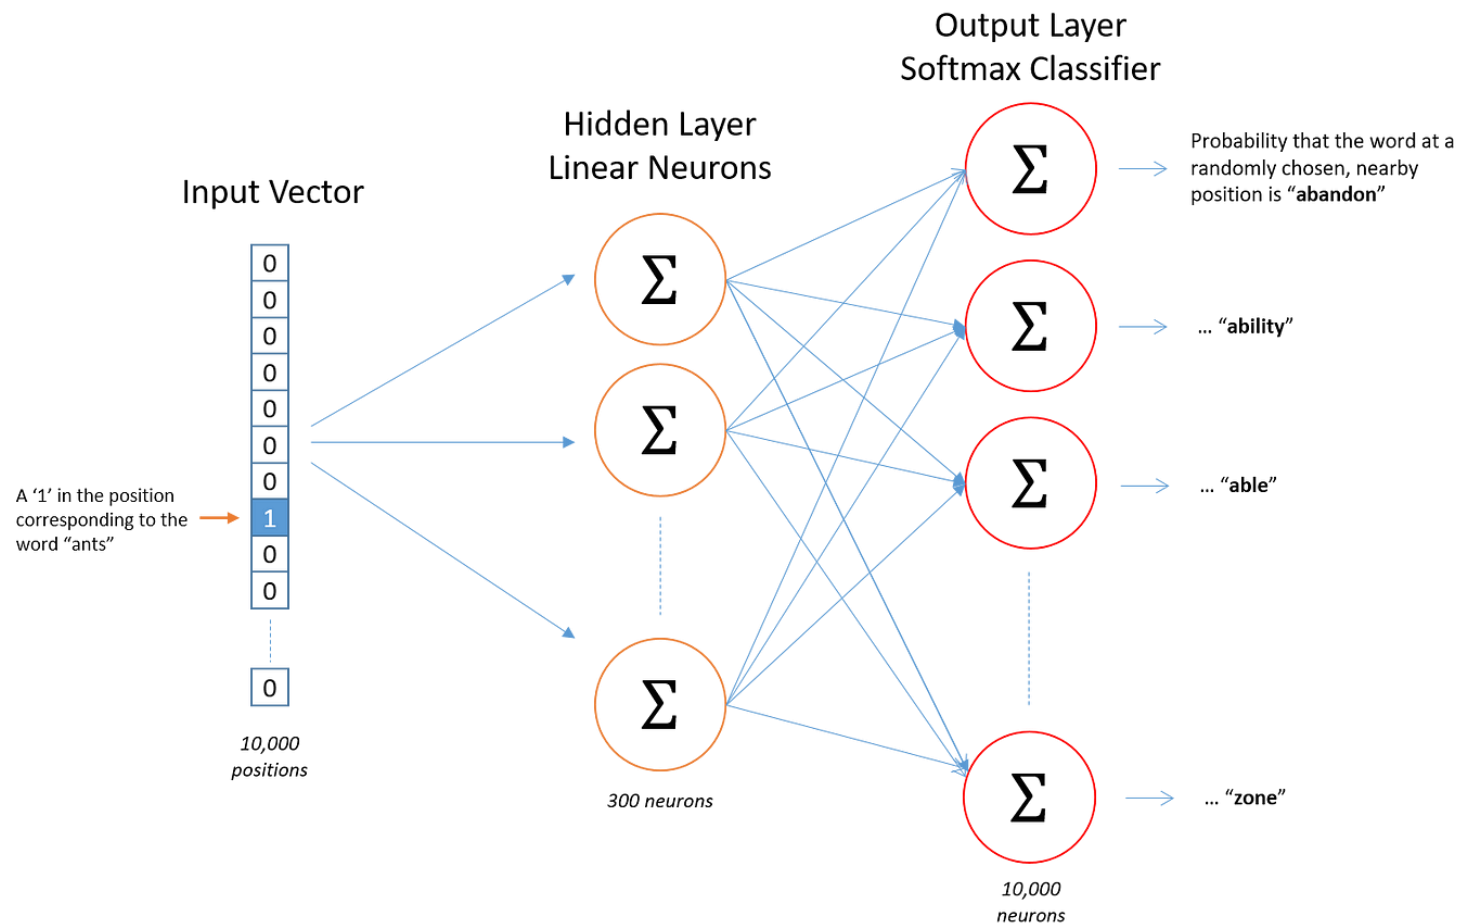 Output Layer
Softmax Classifier
Hidden Layer
Linear Neurons
Input Vector
0
0
0
0
0
0
0
1
0
0
0
A ‘1’ in the position
corresponding to the
word “ants”
10,000
positions
Σ
Σ
Σ
300 neurons
Σ
Σ
Σ
Σ
10,000
neurons
Probability that the word at a
randomly chosen, nearby
position is “abandon”
... “ability”
... “able”
... “zone”